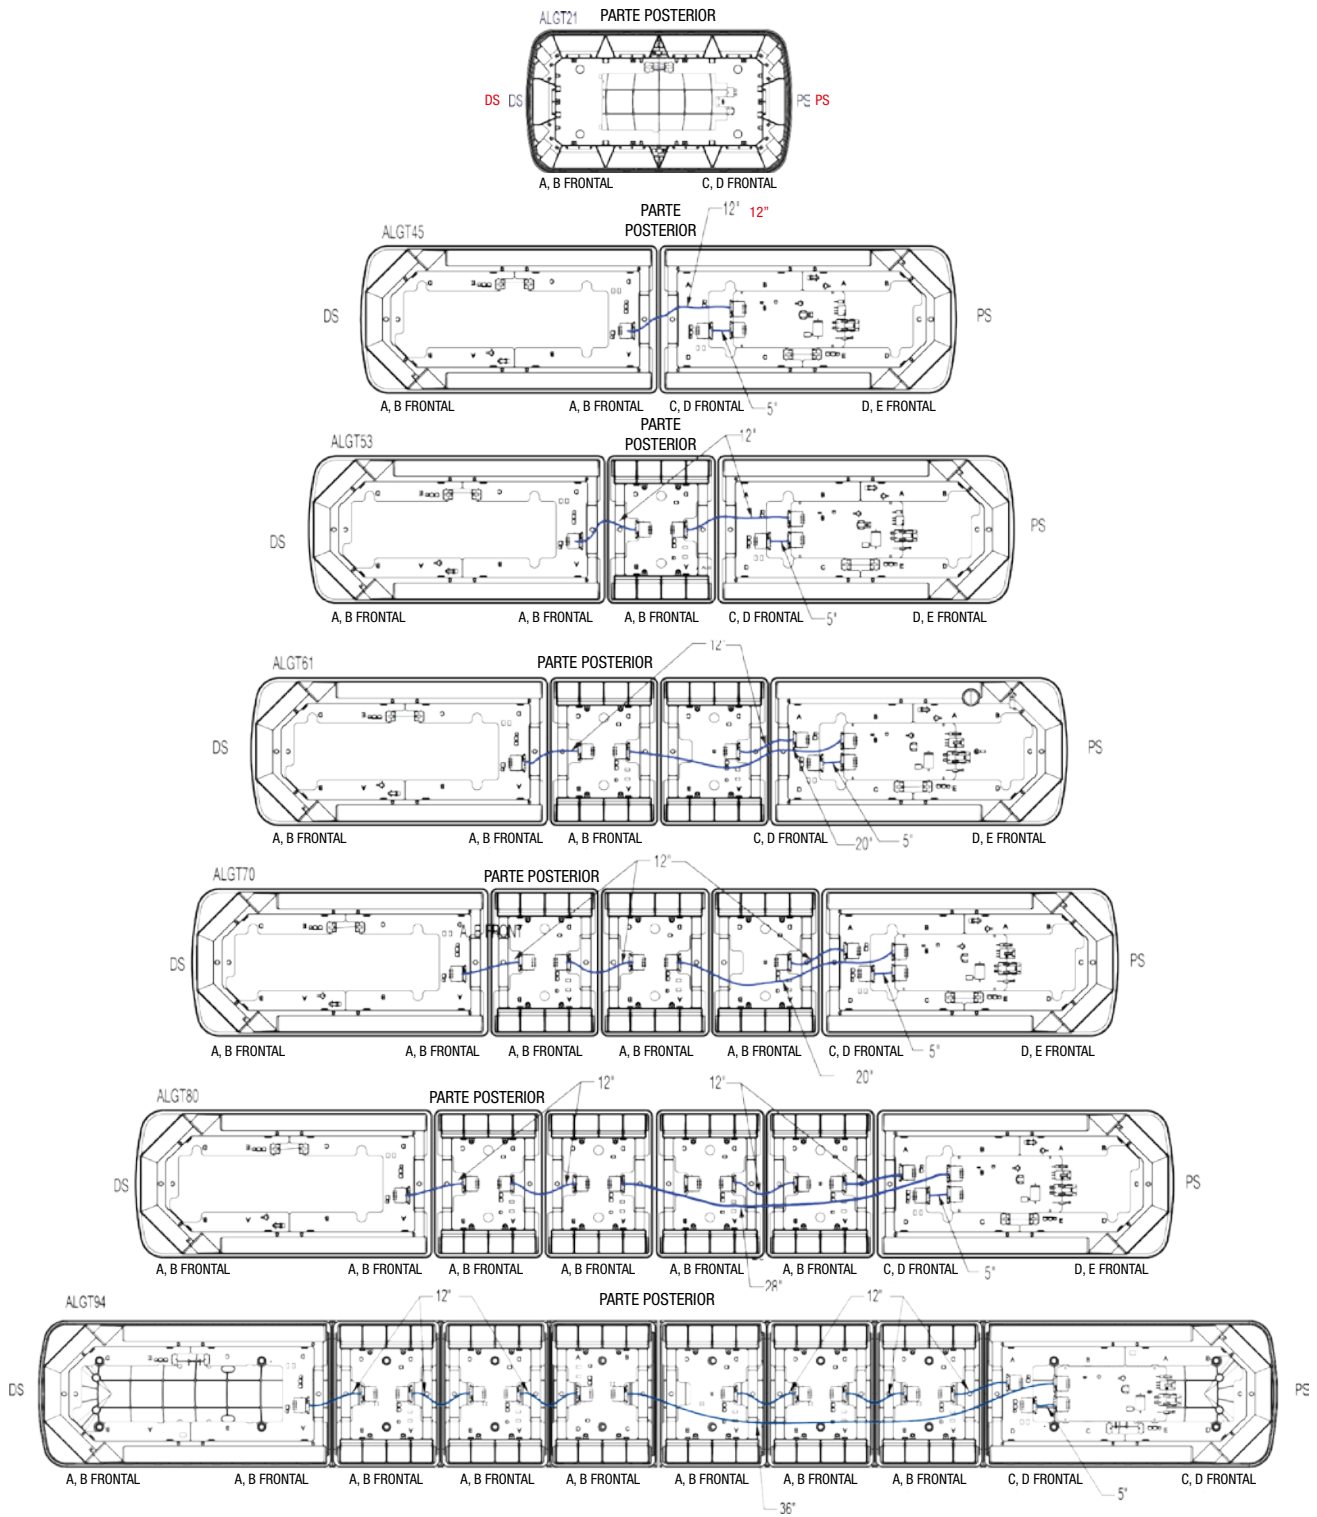 ALGT21 PARTE POSTERIOR
DS DS PS PS
A, B FRONTAL C, D FRONTAL
PARTE
POSTERIOR
12" 12"
ALGT45
DS PS
A, B FRONTAL A, B FRONTAL C, D FRONTAL 5" D, E FRONTAL
PARTE
POSTERIOR
12"
ALGT53
DS PS
A, B FRONTAL A, B FRONTAL A, B FRONTAL C, D FRONTAL 5" D, E FRONTAL
12"
ALGT61 PARTE POSTERIOR
DS PS
A, B FRONTAL A, B FRONTAL A, B FRONTAL C, D FRONTAL 20" 5" D, E FRONTAL
12"
ALGT70 PARTE POSTERIOR
A, B FRONT
DS PS
A, B FRONTAL A, B FRONTAL A, B FRONTAL A, B FRONTAL A, B FRONTAL C, D FRONTAL 5" D, E FRONTAL
20"
12" 12"
ALGT80 PARTE POSTERIOR
DS PS
A, B FRONTAL A, B FRONTAL A, B FRONTAL A, B FRONTAL A, B FRONTAL A, B FRONTAL C, D FRONTAL 5" D, E FRONTAL
28"
12" PARTE POSTERIOR 12"
ALGT94
DS PS
A, B FRONTAL A, B FRONTAL A, B FRONTAL A, B FRONTAL A, B FRONTAL A, B FRONTAL A, B FRONTAL A, B FRONTAL C, D FRONTAL C, D FRONTAL
5"
36"